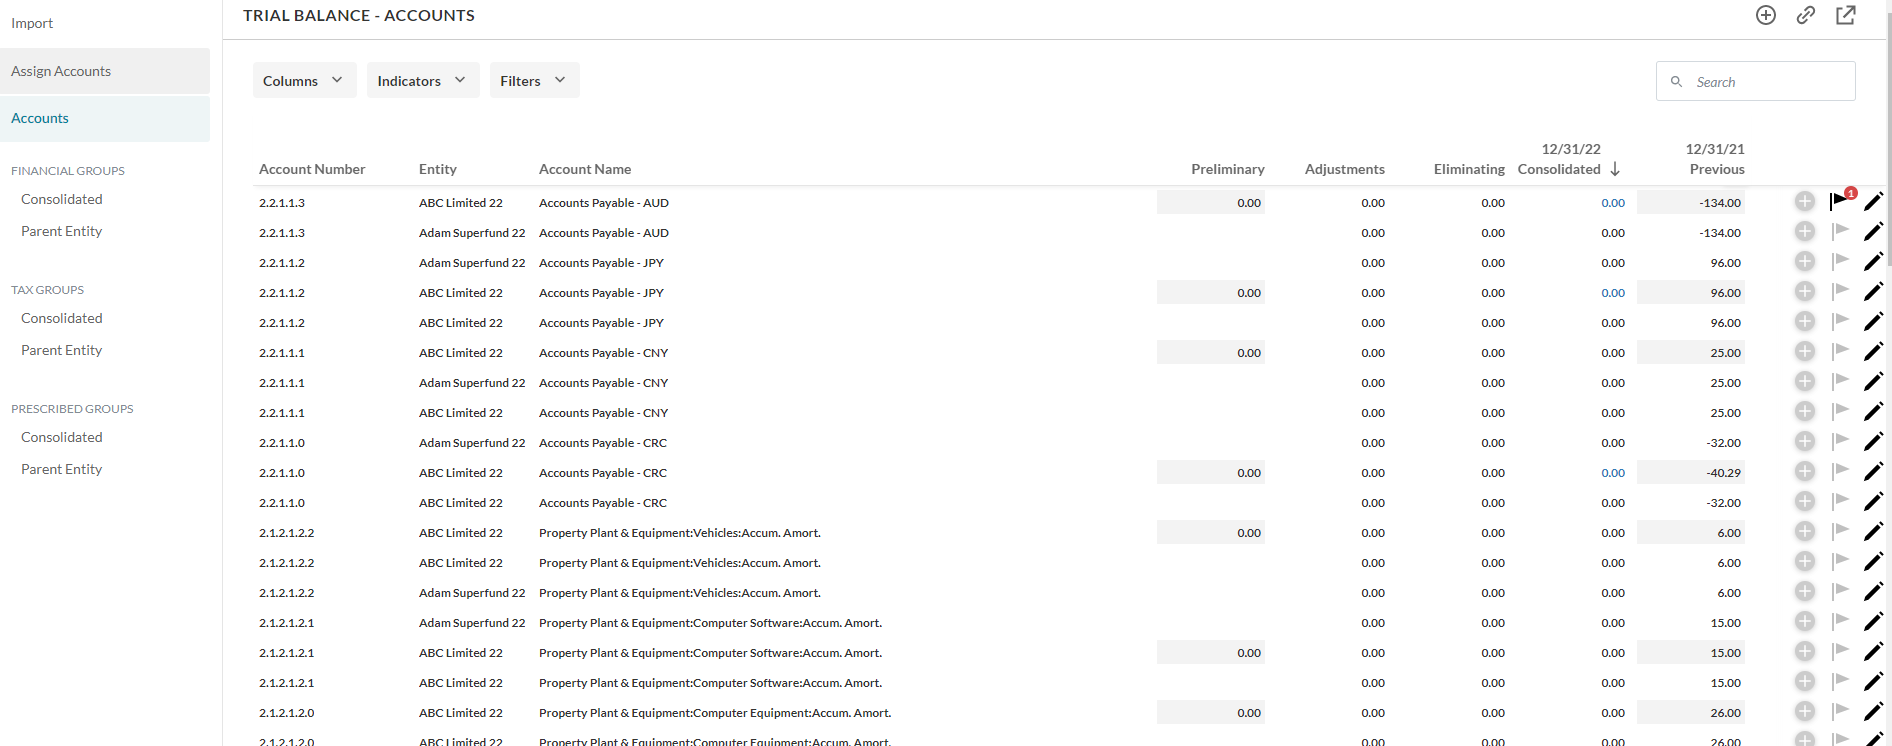 Import
Assign Accounts
Accounts
FINANCIAL GROUPS
Consolidated
Parent Entity
TAX GROUPS
Consolidated
Parent Entity
PRESCRIBED GROUPS
Consolidated
Parent Entity
TRIAL BALANCE - ACCOUNTS
Columns Indicators Filters Search
12/31/22 12/31/21
Account Number Entity Account Name Preliminary Adjustments Eliminating Consolidated Previous
2.2.1.1.3 ABC Limited 22 Accounts Payable - AUD 0.00 0.00 0.00 0.00 -134.00 1
2.2.1.1.3 Adam Superfund 22 Accounts Payable - AUD 0.00 0.00 0.00 -134.00
2.2.1.1.2 Adam Superfund 22 Accounts Payable - JPY 0.00 0.00 0.00 96.00
2.2.1.1.2 ABC Limited 22 Accounts Payable - JPY 0.00 0.00 0.00 0.00 96.00
2.2.1.1.2 ABC Limited 22 Accounts Payable - JPY 0.00 0.00 0.00 96.00
2.2.1.1.1 ABC Limited 22 Accounts Payable - CNY 0.00 0.00 0.00 0.00 25.00
2.2.1.1.1 Adam Superfund 22 Accounts Payable - CNY 0.00 0.00 0.00 25.00
2.2.1.1.1 ABC Limited 22 Accounts Payable - CNY 0.00 0.00 0.00 25.00
2.2.1.1.0 Adam Superfund 22 Accounts Payable - CRC 0.00 0.00 0.00 -32.00
2.2.1.1.0 ABC Limited 22 Accounts Payable - CRC 0.00 0.00 0.00 0.00 -40.29
2.2.1.1.0 ABC Limited 22 Accounts Payable - CRC 0.00 0.00 0.00 -32.00
2.1.2.1.2.2 ABC Limited 22 Property Plant & Equipment:Vehicles:Accum. Amort. 0.00 0.00 0.00 0.00 6.00
2.1.2.1.2.2 ABC Limited 22 Property Plant & Equipment:Vehicles:Accum. Amort. 0.00 0.00 0.00 6.00
2.1.2.1.2.2 Adam Superfund 22 Property Plant & Equipment:Vehicles:Accum. Amort. 0.00 0.00 0.00 6.00
2.1.2.1.2.1 Adam Superfund 22 Property Plant & Equipment:Computer Software:Accum. Amort. 0.00 0.00 0.00 15.00
2.1.2.1.2.1 ABC Limited 22 Property Plant & Equipment:Computer Software:Accum. Amort. 0.00 0.00 0.00 0.00 15.00
2.1.2.1.2.1 ABC Limited 22 Property Plant & Equipment:Computer Software:Accum. Amort. 0.00 0.00 0.00 15.00
2.1.2.1.2.0 ABC Limited 22 Property Plant & Equipment:Computer Equipment:Accum. Amort. 0.00 0.00 0.00 0.00 26.00
2.1.2.1.2.0 ABC Limited 22 Property Plant & Equipment:Computer Equipment:Accum. Amort. 0.00 0.00 0.00 26.00